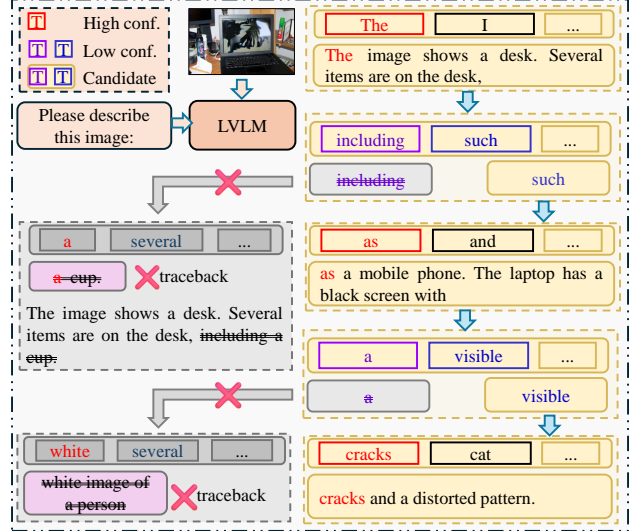 T High conf.
T T Low conf.
T T Candidate
Please describe
this image:
LVLM
The I ...
The image shows a desk. Several
items are on the desk,
including such ...
including such
a several ...
a cup. traceback
The image shows a desk. Several
items are on the desk, including a
cup.
as and ...
as a mobile phone. The laptop has a
black screen with
a visible ...
a visible
white several ...
white image of
a person
traceback
cracks cat ...
cracks and a distorted pattern.